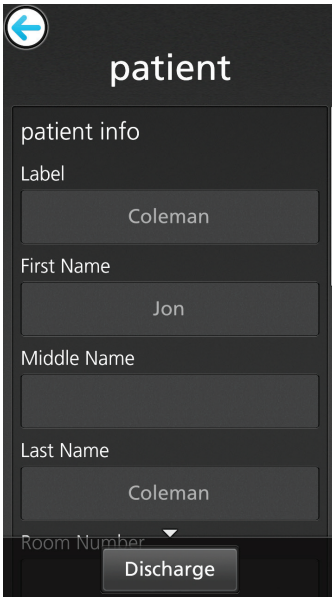 patient
patient info
Label
Coleman
First Name
Jon
Middle Name
Last Name
Coleman
Room Number
Discharge